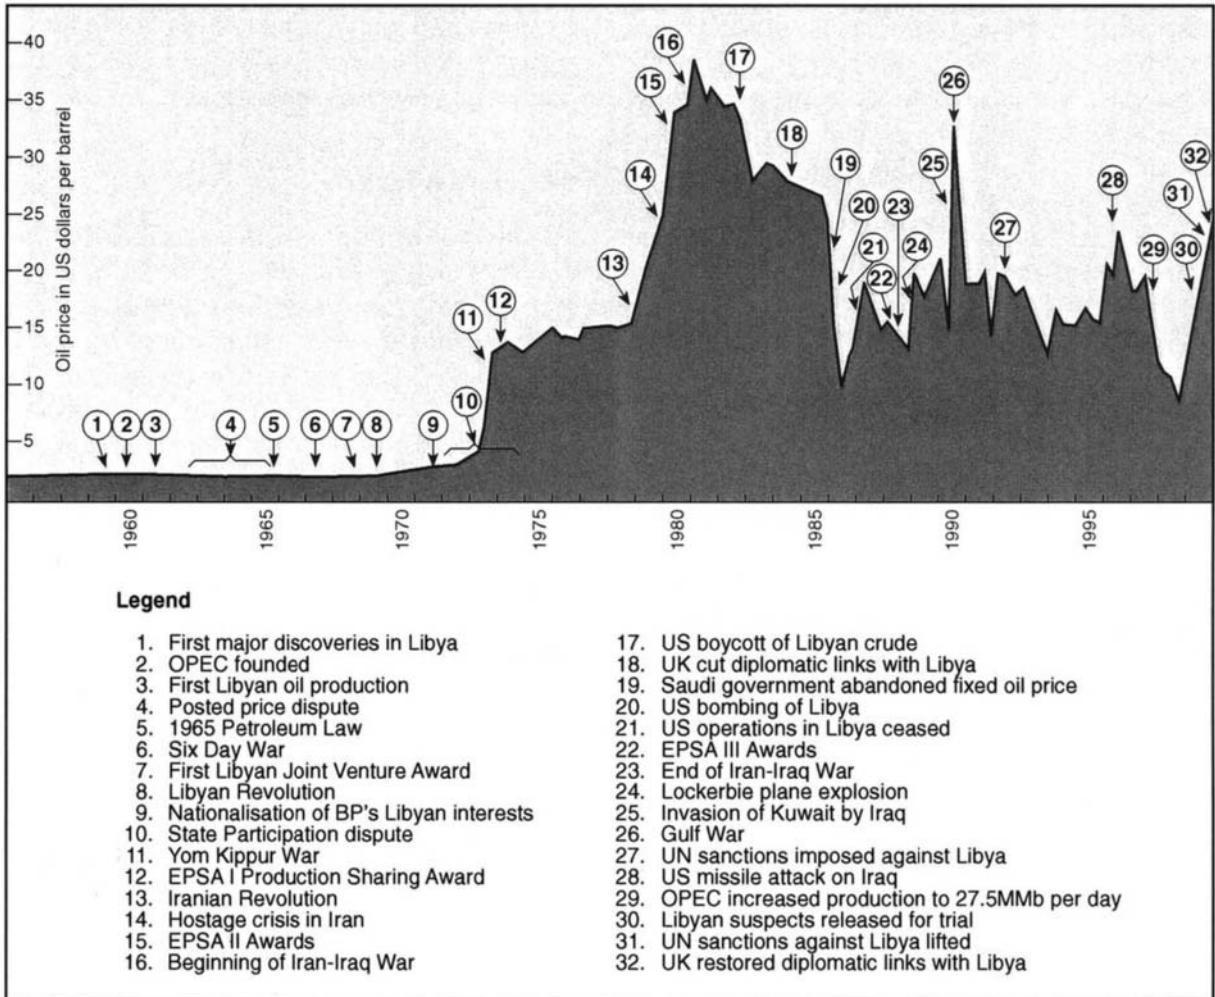 40
35
30
25
20
15
10
5
Oil price in US dollars per barrel
16
17
15
26
18
14
19
25
32
28
31
20
23
13
21
24
27
22
29
30
11
12
10
1
2
3
4
5
6
7
8
9
1960
1965
1970
1975
1980
1985
1990
1995
Legend
1. First major discoveries in Libya
2. OPEC founded
3. First Libyan oil production
4. Posted price dispute
5. 1965 Petroleum Law
6. Six Day War
7. First Libyan Joint Venture Award
8. Libyan Revolution
9. Nationalisation of BP's Libyan interests
10. State Participation dispute
11. Yom Kippur War
12. EPSA I Production Sharing Award
13. Iranian Revolution
14. Hostage crisis in Iran
15. EPSA II Awards
16. Beginning of Iran-Iraq War
17. US boycott of Libyan crude
18. UK cut diplomatic links with Libya
19. Saudi government abandoned fixed oil price
20. US bombing of Libya
21. US operations in Libya ceased
22. EPSA III Awards
23. End of Iran-Iraq War
24. Lockerbie plane explosion
25. Invasion of Kuwait by Iraq
26. Gulf War
27. UN sanctions imposed against Libya
28. US missile attack on Iraq
29. OPEC increased production to 27.5MMb per day
30. Libyan suspects released for trial
31. UN sanctions against Libya lifted
32. UK restored diplomatic links with Libya